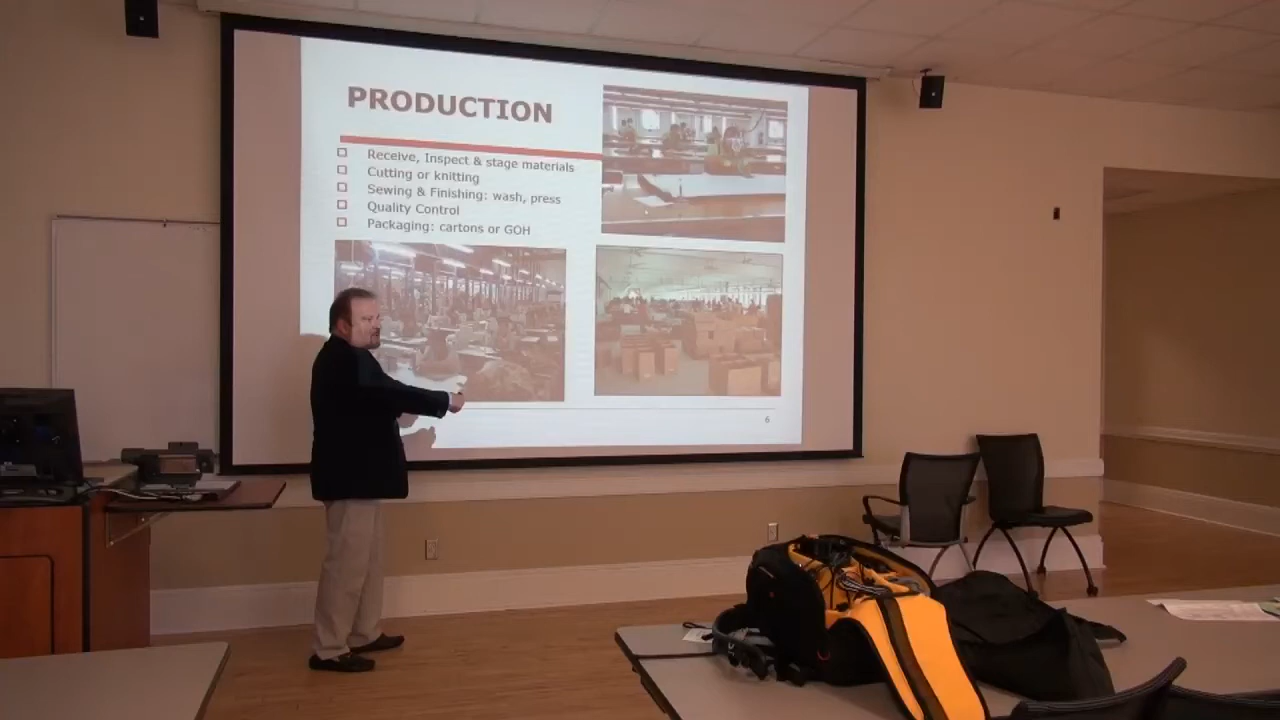 PRODUCTION
Receive, Inspect & stage materials
Cutting or knitting
Sewing & Finishing: wash, press
Quality Control
Packaging: cartons or GOH
6